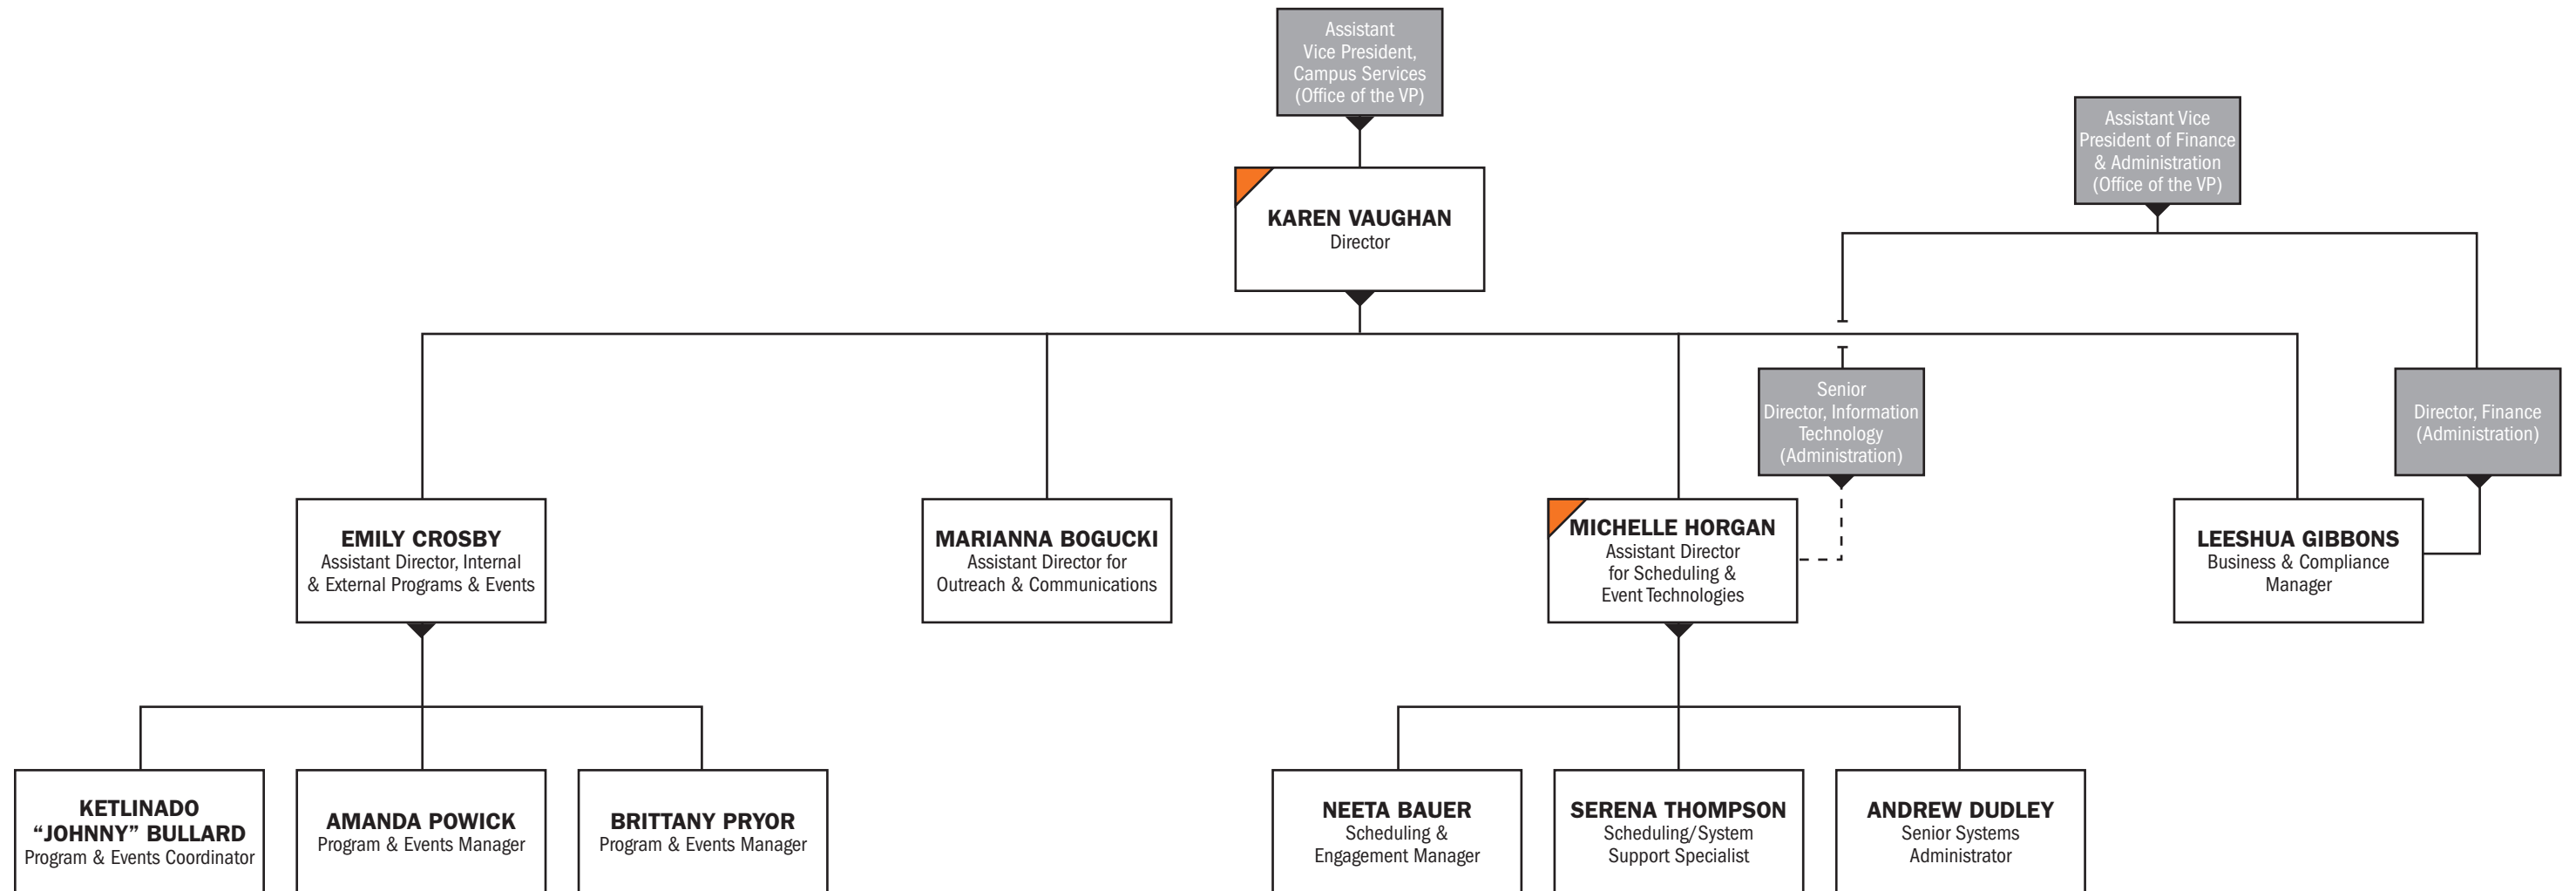 Assistant
Vice President,
Campus Services
(Office of the VP)
Assistant Vice
President of Finance
& Administration
(Office of the VP)
KAREN VAUGHAN
Director
Senior
Director, Information
Technology
(Administration)
Director, Finance
(Administration)
EMILY CROSBY
Assistant Director, Internal
& External Programs & Events
MARIANNA BOGUCKI
Assistant Director for
Outreach & Communications
MICHELLE HORGAN
Assistant Director
for Scheduling &
Event Technologies
LEESHUA GIBBONS
Business & Compliance
Manager
KETLINADO
“JOHNNY” BULLARD
Program & Events Coordinator
AMANDA POWICK
Program & Events Manager
BRITTANY PRYOR
Program & Events Manager
NEETA BAUER
Scheduling &
Engagement Manager
SERENA THOMPSON
Scheduling/System
Support Specialist
ANDREW DUDLEY
Senior Systems
Administrator